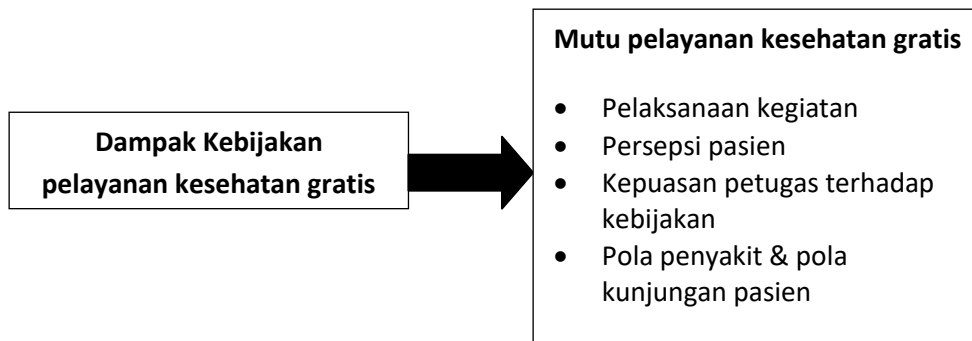 Dampak Kebijakan
pelayanan kesehatan gratis
Mutu pelayanan kesehatan gratis
• Pelaksanaan kegiatan
• Persepsi pasien
• Kepuasan petugas terhadap
kebijakan
• Pola penyakit & pola
kunjungan pasien